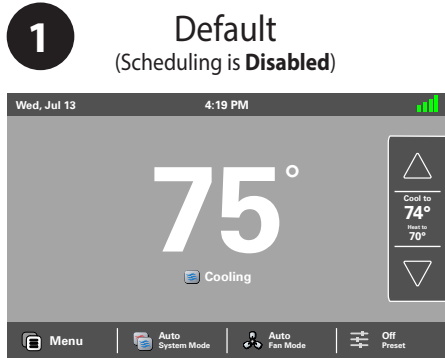 1
Default
(Scheduling is Disabled)
Wed, Jul 13 4:19 PM
75°
Cool to
74°
Heat to
70°
Cooling
Menu
Auto
System Mode
Auto
Fan Mode
Off
Preset